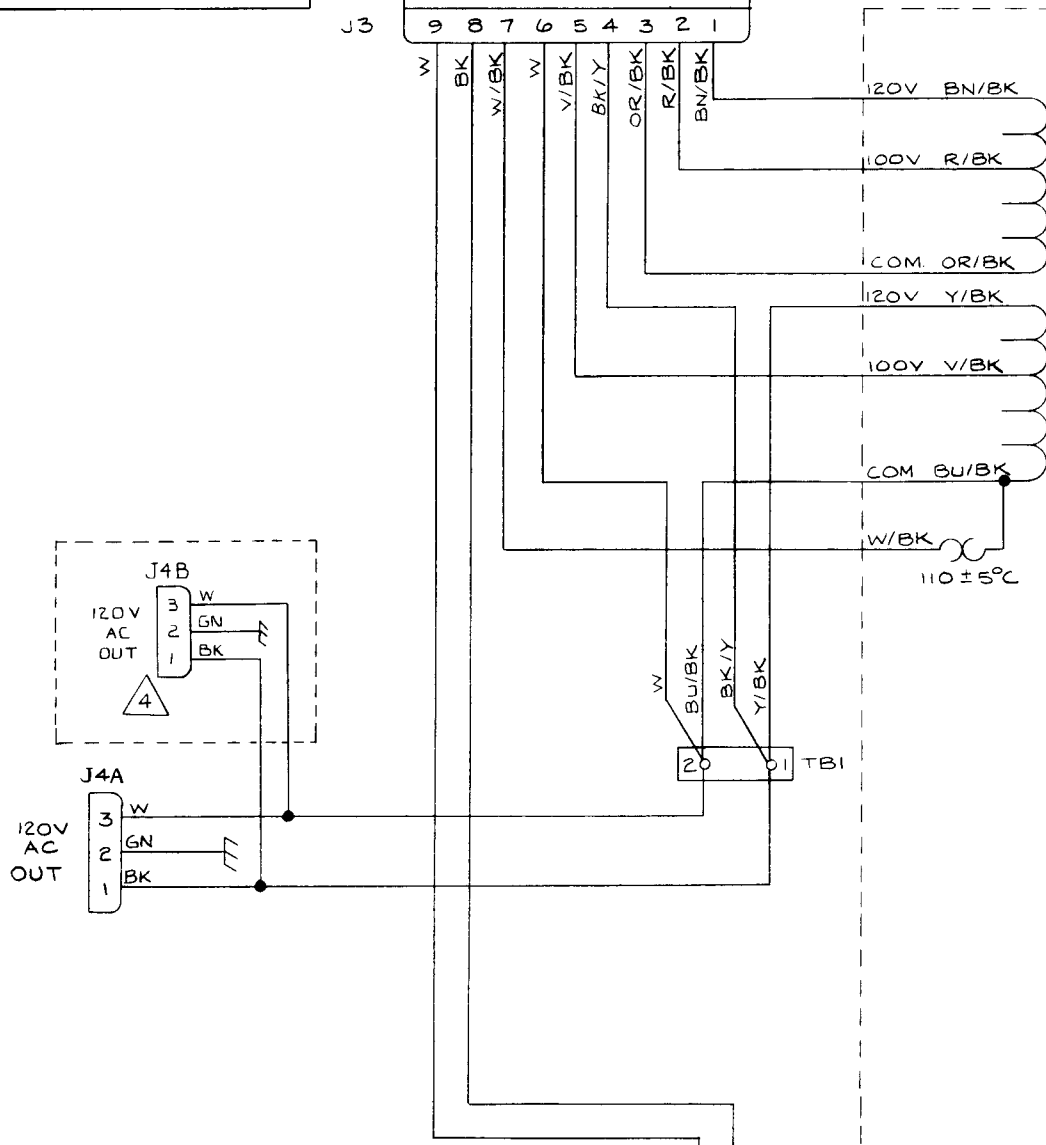 J3 9 8 7 6 5 4 3 2 1
W BK W/BK W V/BK BK/Y OR/BK R/BK BN/BK
120V BN/BK
100V R/BK
COM. OR/BK
120V Y/BK
100V V/BK
COM BU/BK
W/BK
110 ± 5°C
J4B
120V
AC
OUT
3 W
2 GN
1 BK
4
W BU/BK BK/Y Y/BK
2 1 TB1
J4A
120V
AC
OUT
3 W
2 GN
1 BK